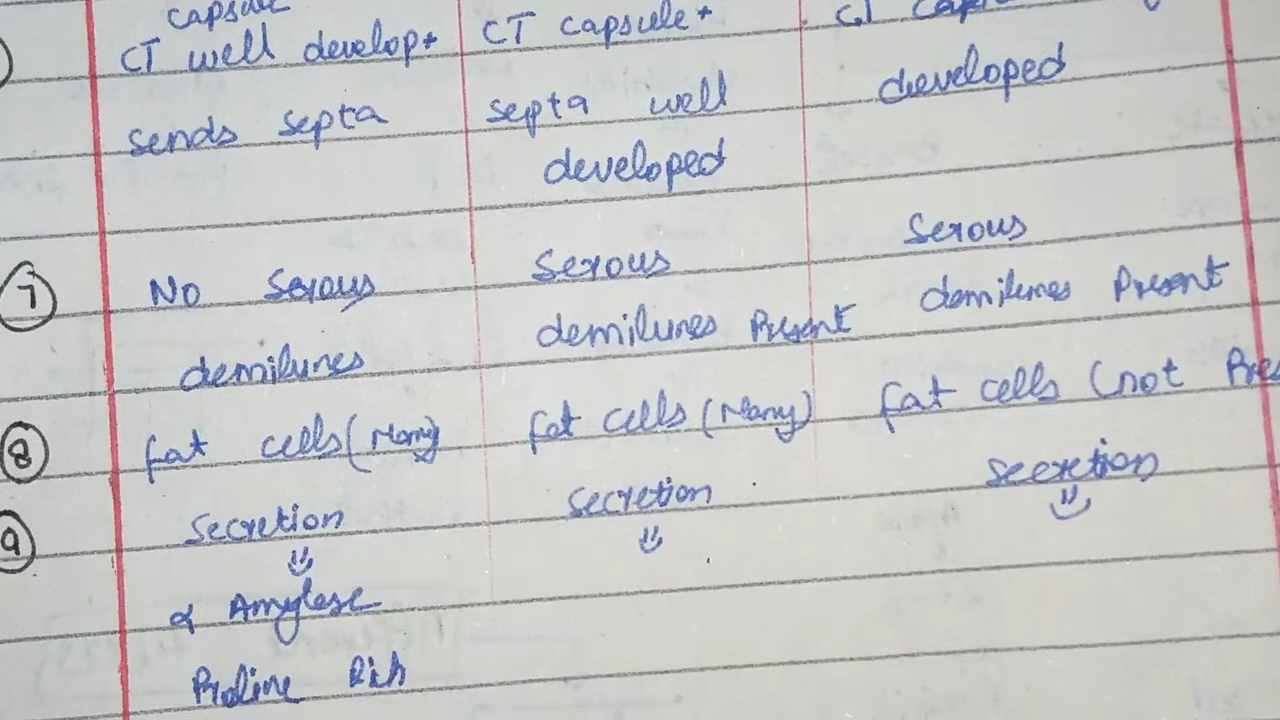 capsule
CT well develop+
sends septa
CT capsule+
septa well
developed
developed
7
No Serous
demilunes
Serous
demilunes Present
Serous
demilunes Present
8
fat cells (Many)
fat cells (Many)
fat cells (not Pre
9
Secretion
α Amylase
Proline Rich
secretion
secretion